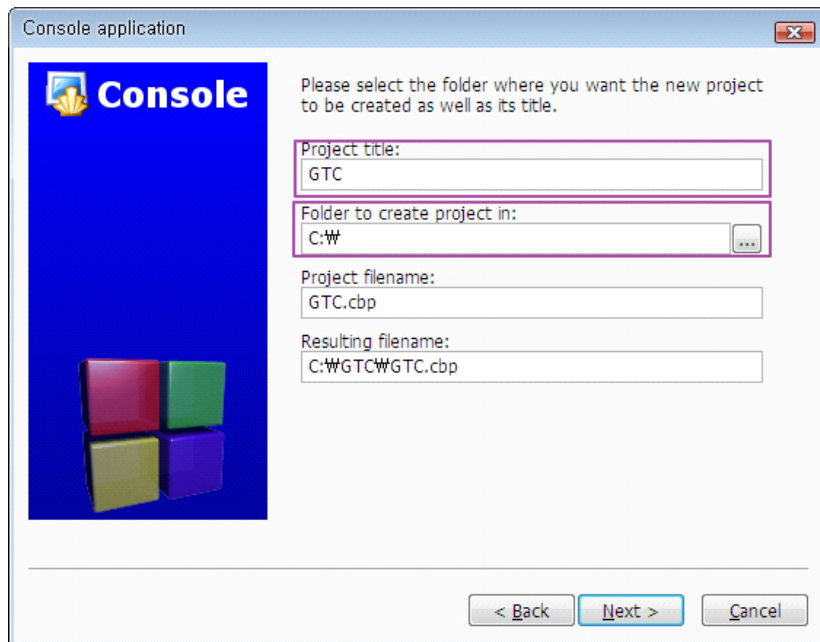 Console application
Console
Please select the folder where you want the new project
to be created as well as its title.
Project title:
GTC
Folder to create project in:
C:₩
...
Project filename:
GTC.cbp
Resulting filename:
C:₩GTC₩GTC.cbp
< Back
Next >
Cancel